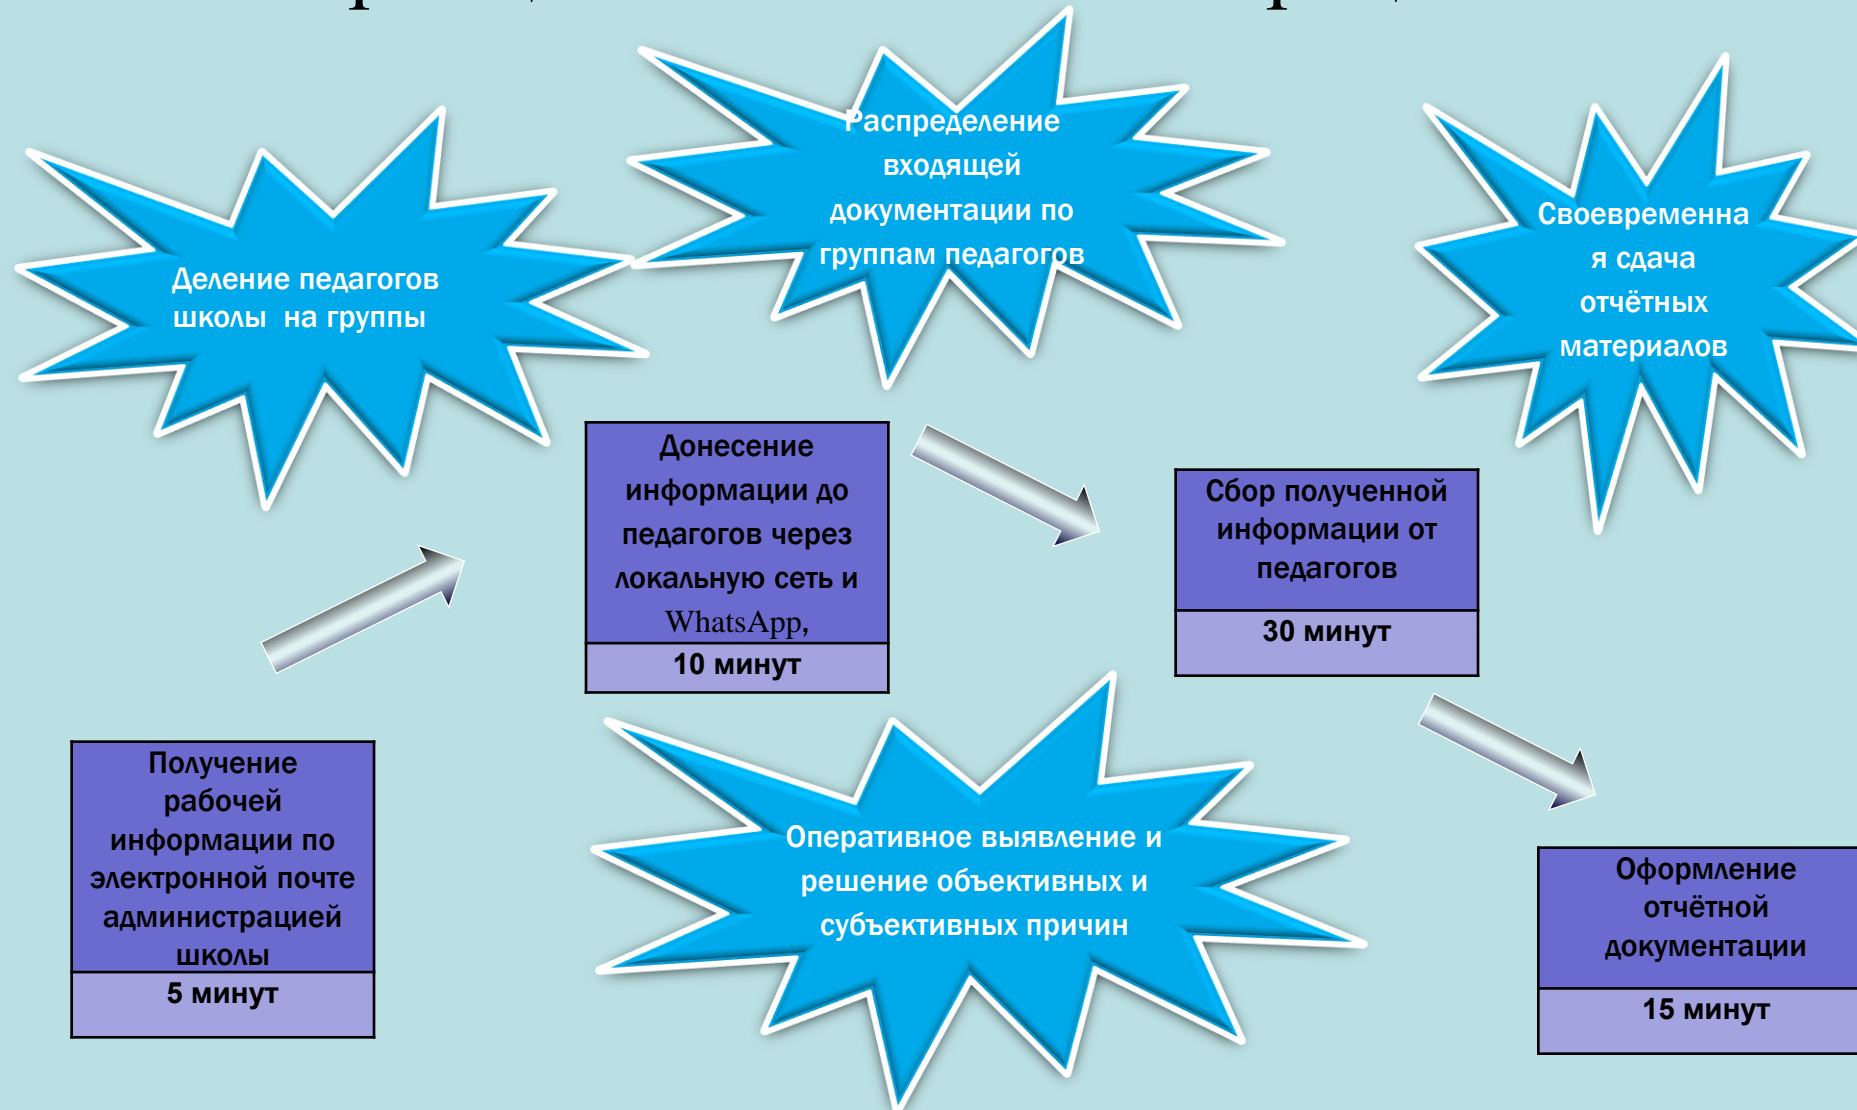 Распределение
входящей
документации по
группам педагогов
Своевременна
я сдача
отчётных
материалов
Деление педагогов
школы на группы
Донесение
информации до
педагогов через
локальную сеть и
WhatsApp,
10 минут
Сбор полученной
информации от
педагогов
30 минут
Получение
рабочей
информации по
электронной почте
администрацией
школы
5 минут
Оперативное выявление и
решение объективных и
субъективных причин
Оформление
отчётной
документации
15 минут